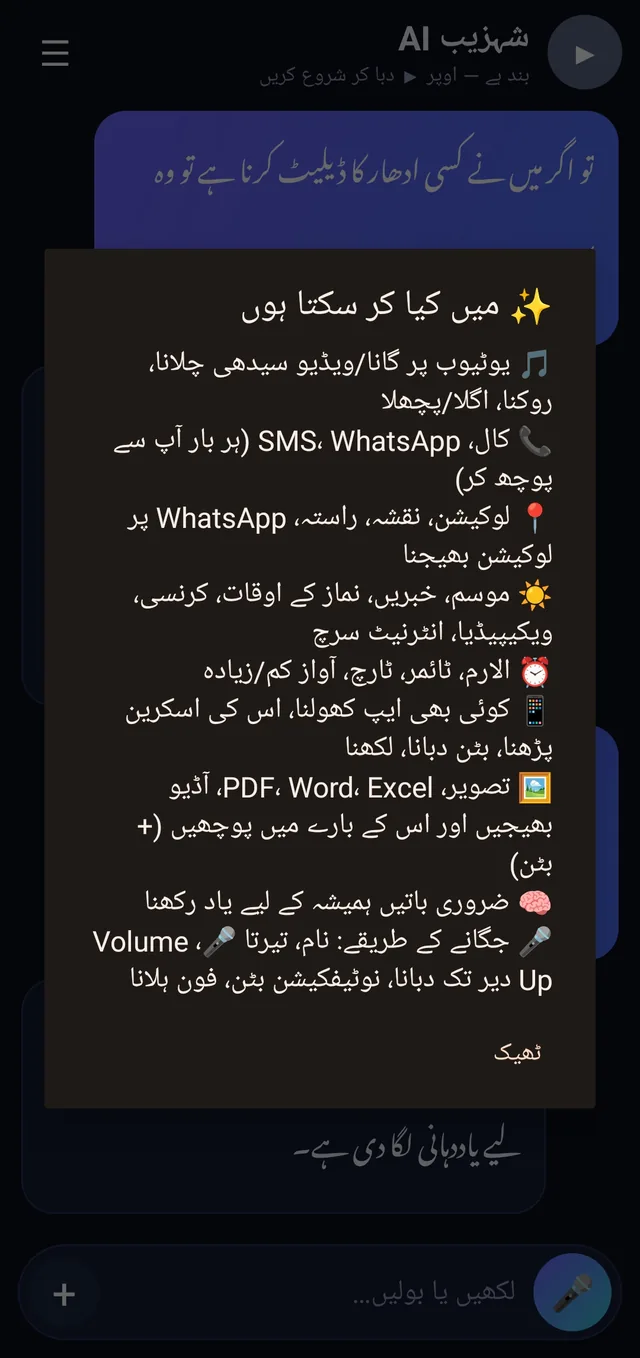 شہزیب AI
بند ہے — اوپر ▶ دبا کر شروع کریں
تو اگر میں نے کسی ادھار کا ڈیلیٹ کرنا ہے تو وہ
✨ میں کیا کر سکتا ہوں
🎵 یوٹیوب پر گانا/ویڈیو سیدھی چلانا،
روکنا، اگلا/پچھلا
📞 کال، SMS، WhatsApp (ہر بار آپ سے
پوچھ کر)
📍 لوکیشن، نقشہ، راستہ، WhatsApp پر
لوکیشن بھیجنا
☀️ موسم، خبریں، نماز کے اوقات، کرنسی،
ویکیپیڈیا، انٹرنیٹ سرچ
⏰ الارم، ٹائمر، ٹارچ، آواز کم/زیادہ
📱 کوئی بھی ایپ کھولنا، اس کی اسکرین
پڑھنا، بٹن دبانا، لکھنا
🖼️ تصویر، PDF، Word، Excel، آڈیو
بھیجیں اور اس کے بارے میں پوچھیں (+
بٹن)
🧠 ضروری باتیں ہمیشہ کے لیے یاد رکھنا
🎤 جگانے کے طریقے: نام، تیرتا 🎤، Volume
Up دیر تک دبانا، نوٹیفکیشن بٹن، فون ہلانا
ٹھیک
لیے یاددہانی لگا دی ہے۔
لکھیں یا بولیں...